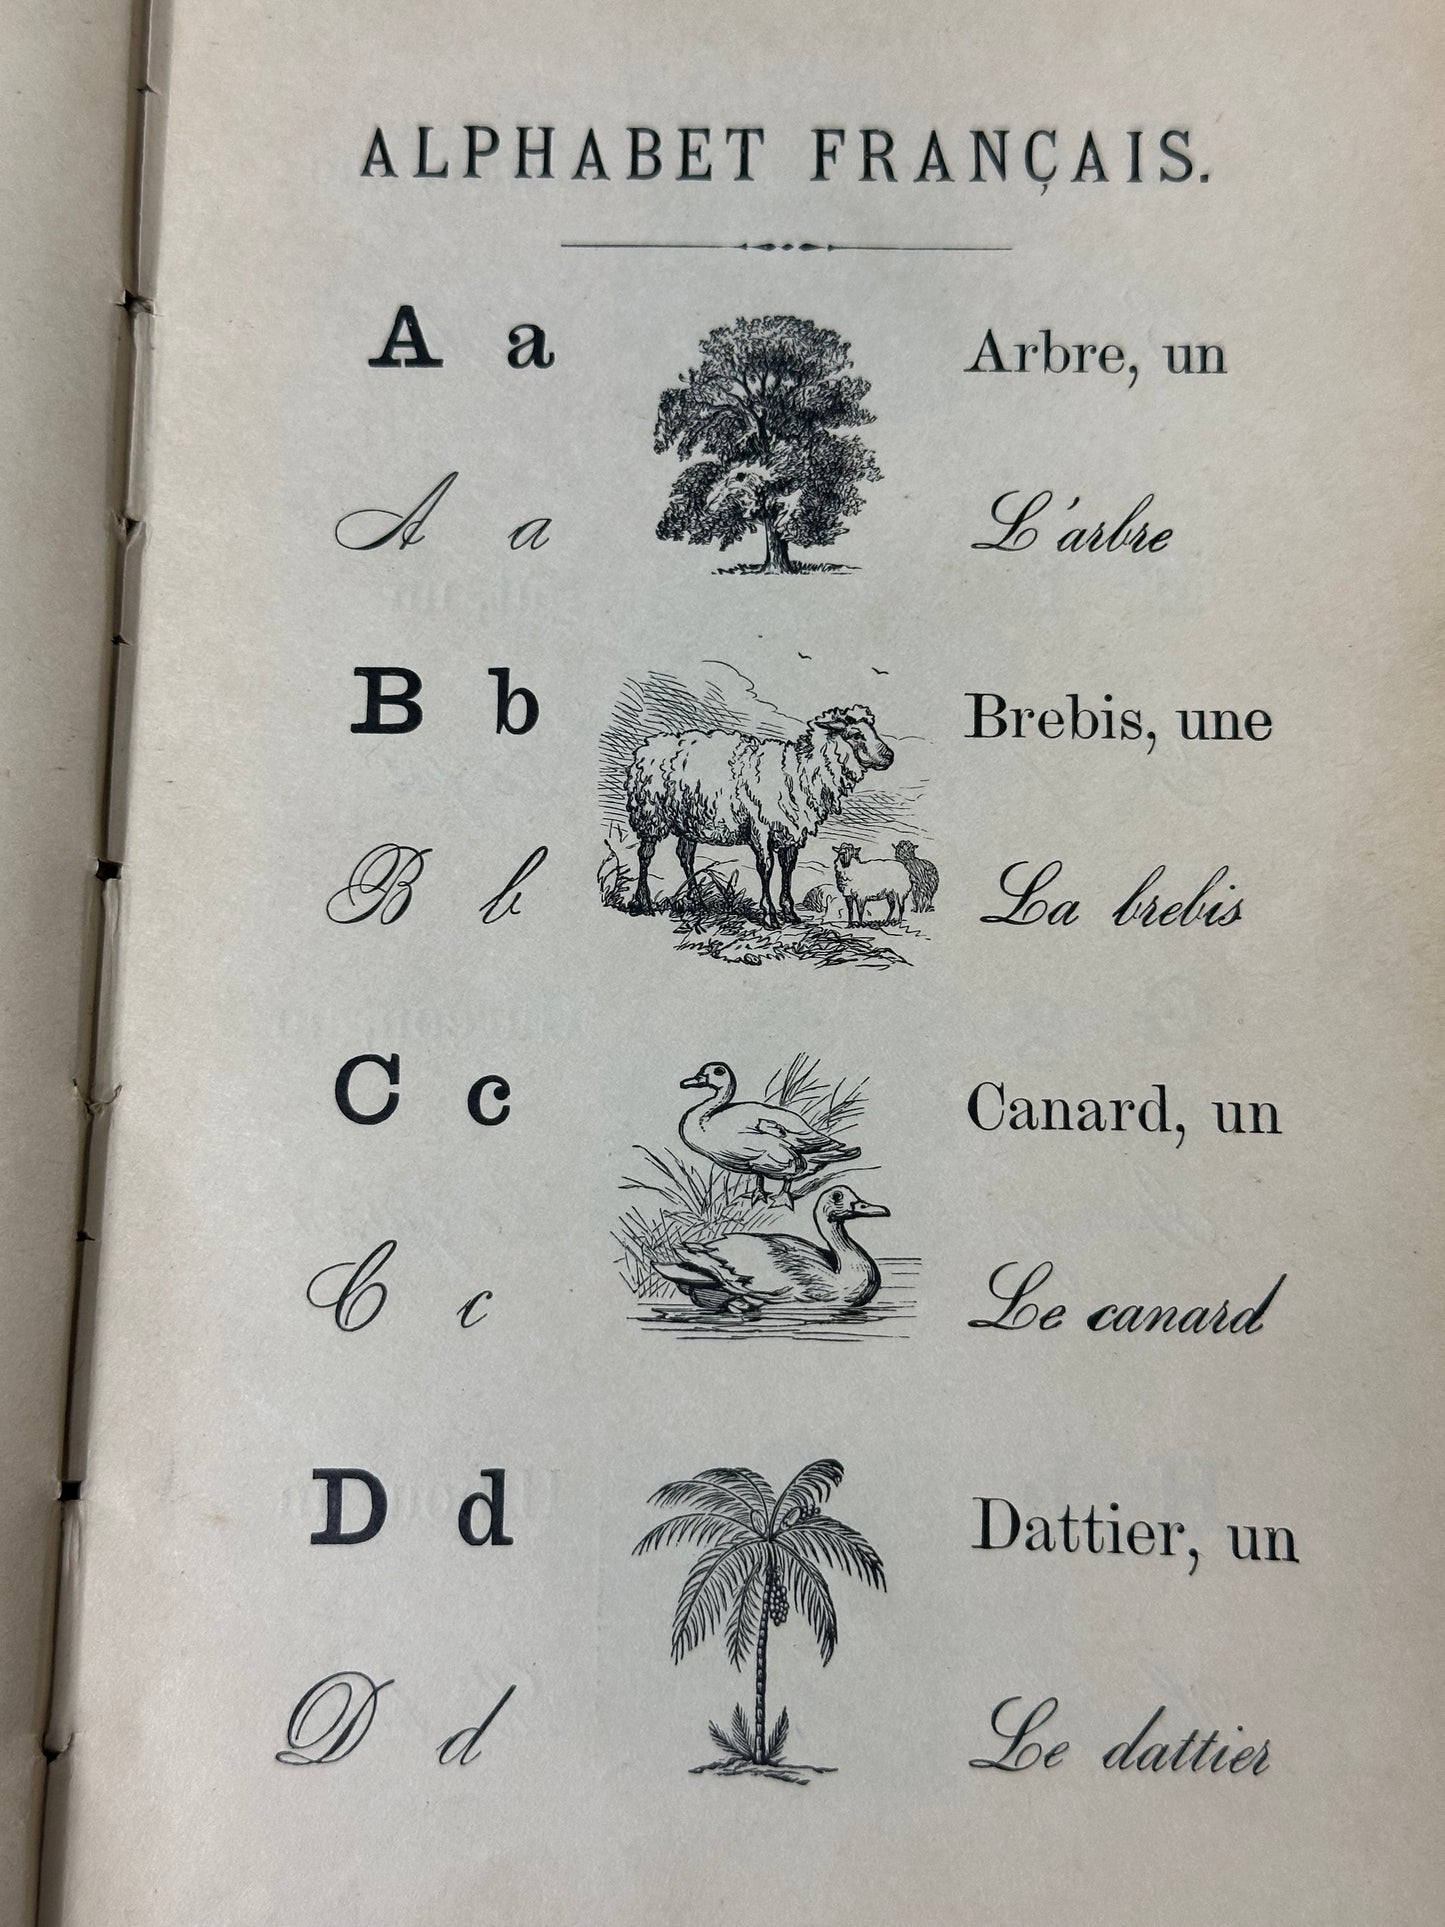 ALPHABET FRANÇAIS.
A a Arbre, un
A a L'arbre
B b Brebis, une
B b La brebis
C c Canard, un
C c Le canard
D d Dattier, un
D d Le dattier